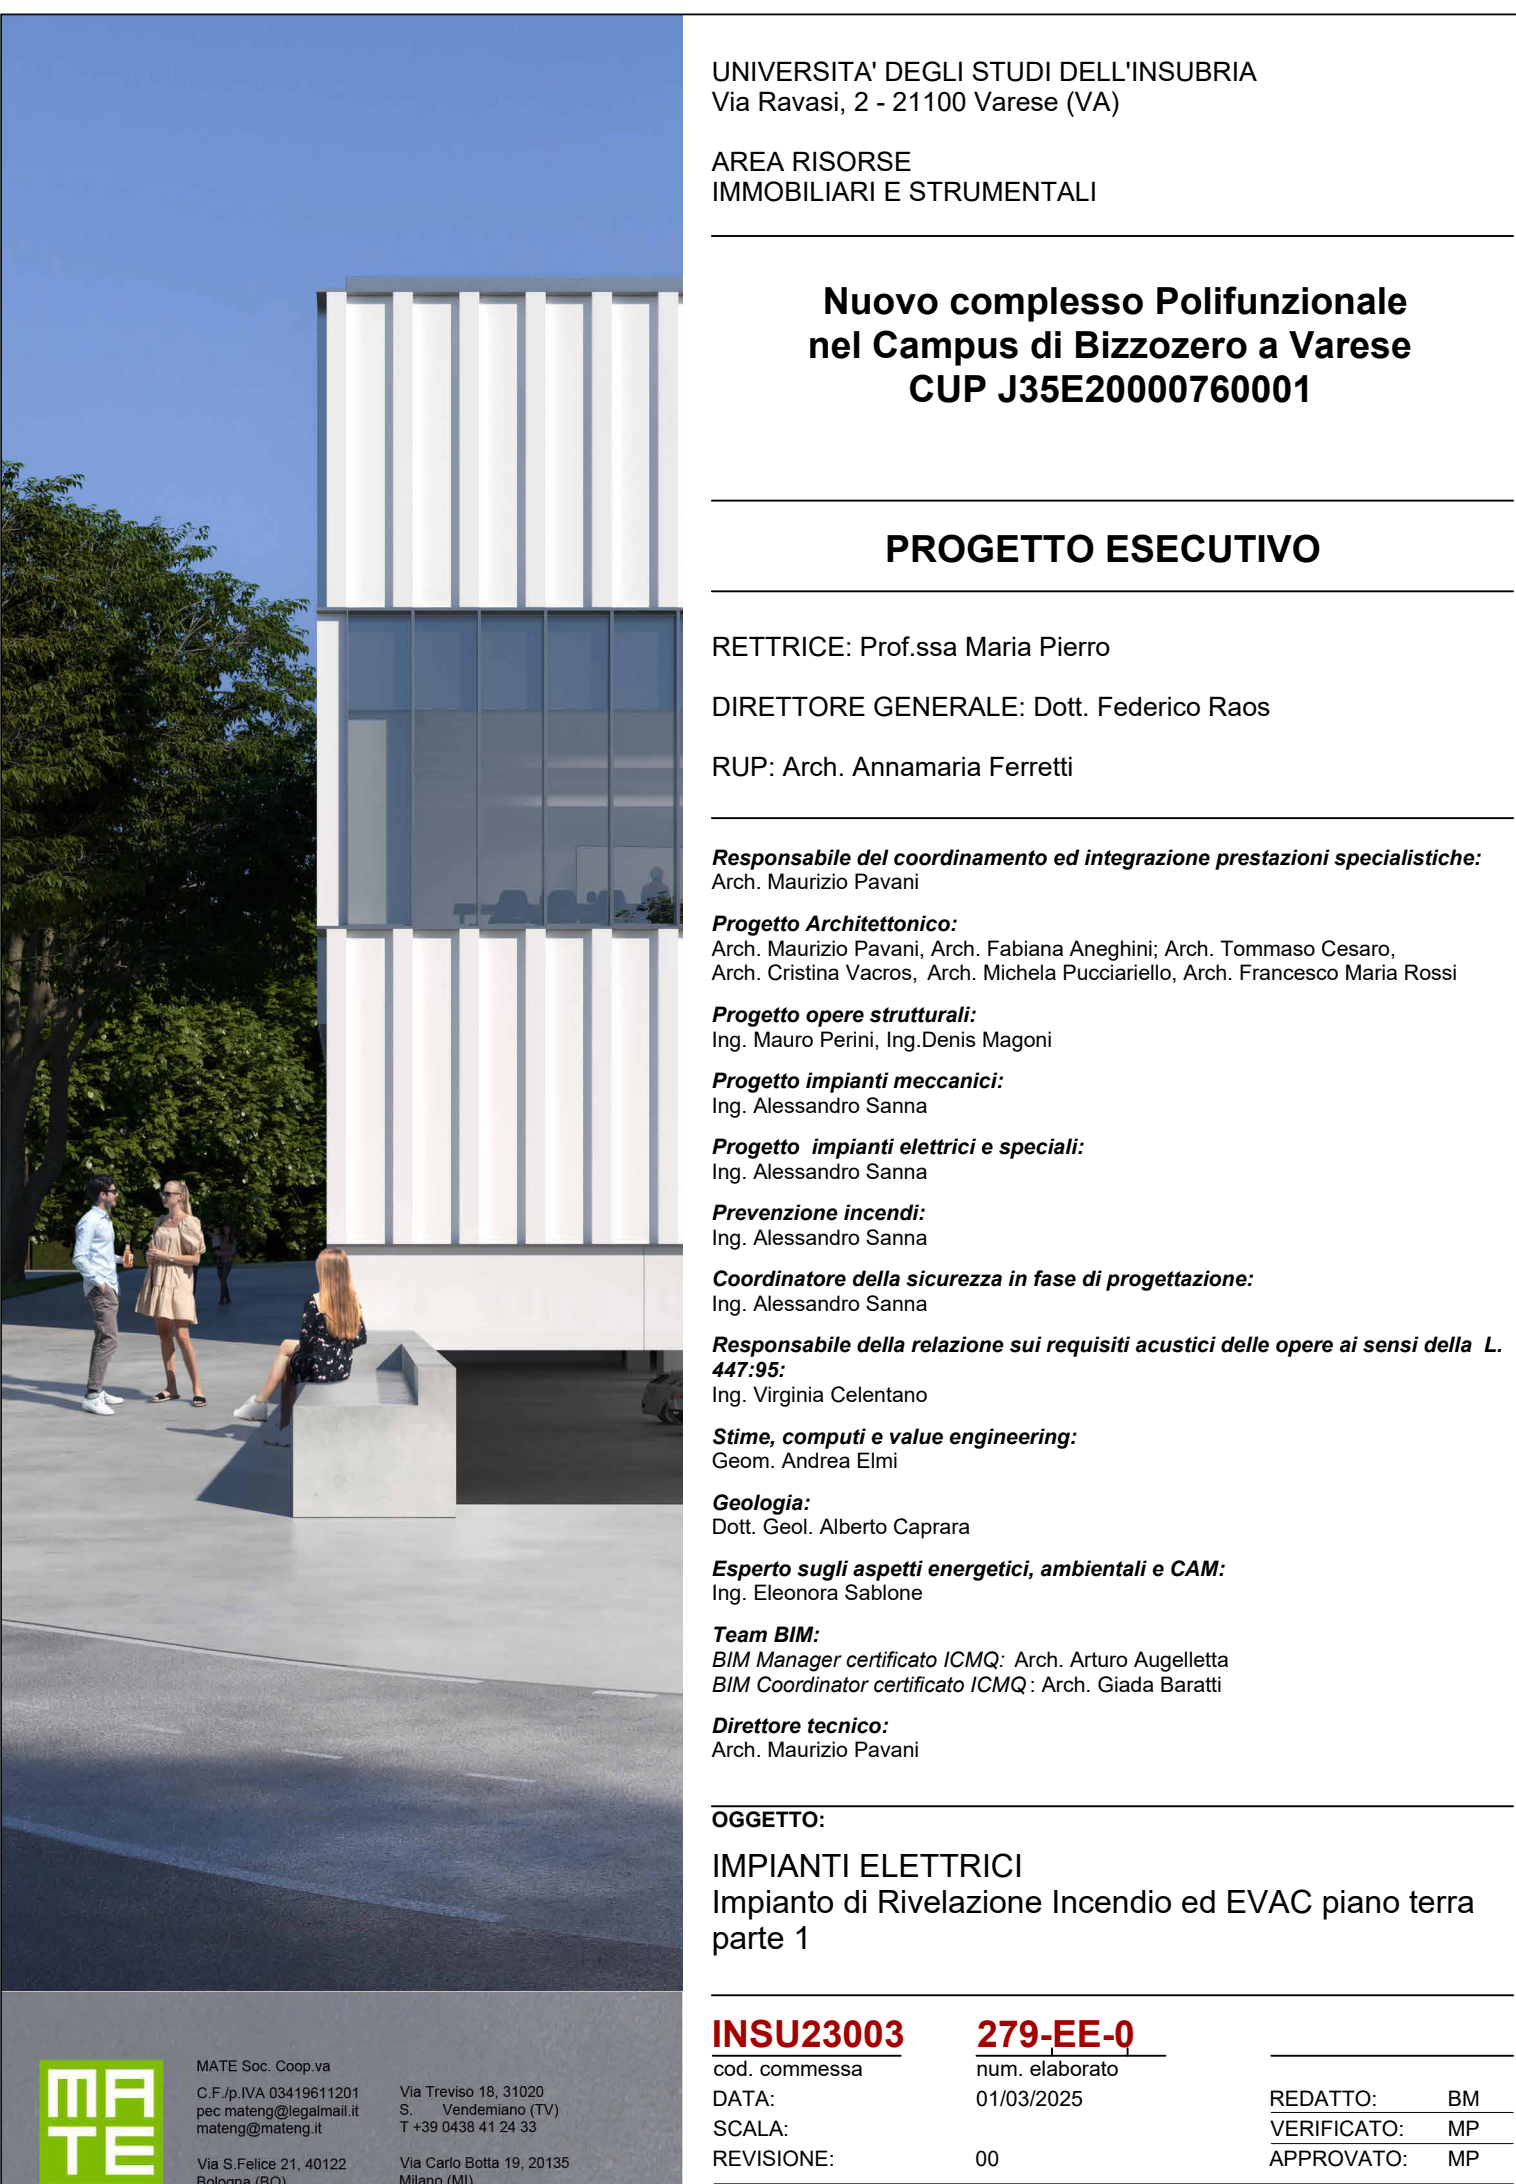 UNIVERSITA' DEGLI STUDI DELL'INSUBRIA
Via Ravasi, 2 - 21100 Varese (VA)
AREA RISORSE
IMMOBILIARI E STRUMENTALI
Nuovo complesso Polifunzionale
nel Campus di Bizzozero a Varese
CUP J35E20000760001
PROGETTO ESECUTIVO
RETTRICE: Prof.ssa Maria Pierro
DIRETTORE GENERALE: Dott. Federico Raos
RUP: Arch. Annamaria Ferretti
Responsabile del coordinamento ed integrazione prestazioni specialistiche:
Arch. Maurizio Pavani
Progetto Architettonico:
Arch. Maurizio Pavani, Arch. Fabiana Aneghini; Arch. Tommaso Cesaro,
Arch. Cristina Vacros, Arch. Michela Pucciariello, Arch. Francesco Maria Rossi
Progetto opere strutturali:
Ing. Mauro Perini, Ing.Denis Magoni
Progetto impianti meccanici:
Ing. Alessandro Sanna
Progetto impianti elettrici e speciali:
Ing. Alessandro Sanna
Prevenzione incendi:
Ing. Alessandro Sanna
Coordinatore della sicurezza in fase di progettazione:
Ing. Alessandro Sanna
Responsabile della relazione sui requisiti acustici delle opere ai sensi della L.
447:95:
Ing. Virginia Celentano
Stime, computi e value engineering:
Geom. Andrea Elmi
Geologia:
Dott. Geol. Alberto Caprara
Esperto sugli aspetti energetici, ambientali e CAM:
Ing. Eleonora Sablone
Team BIM:
BIM Manager certificato ICMQ: Arch. Arturo Augelletta
BIM Coordinator certificato ICMQ : Arch. Giada Baratti
Direttore tecnico:
Arch. Maurizio Pavani
OGGETTO:
IMPIANTI ELETTRICI
Impianto di Rivelazione Incendio ed EVAC piano terra
parte 1
INSU23003 279-EE-0
cod. commessa num. elaborato
DATA: 01/03/2025 REDATTO: BM
SCALA: VERIFICATO: MP
REVISIONE: 00 APPROVATO: MP
MATE
MATE Soc. Coop.va
C.F./p.IVA 03419611201
pec mateng@legalmail.it
mateng@mateng.it
Via S.Felice 21, 40122
Bologna (BO)
Via Treviso 18, 31020
S. Vendemiano (TV)
T +39 0438 41 24 33
Via Carlo Botta 19, 20135
Milano (MI)